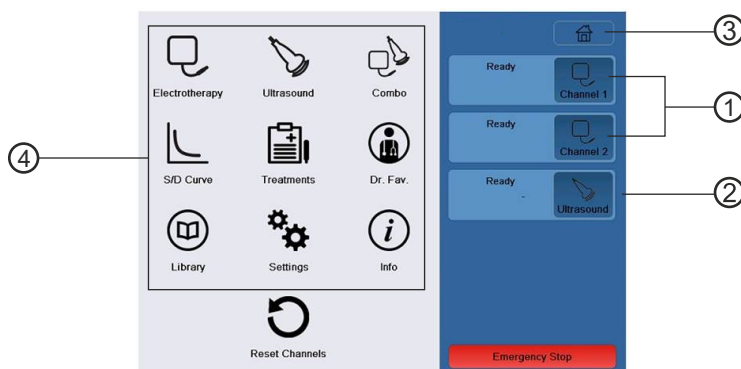 Electrotherapy
Ultrasound
Combo
S/D Curve
Treatments
Dr. Fav.
Library
Settings
Info
Reset Channels
Ready
Channel 1
Ready
Channel 2
Ready
-
Ultrasound
Emergency Stop
3
1
2
4